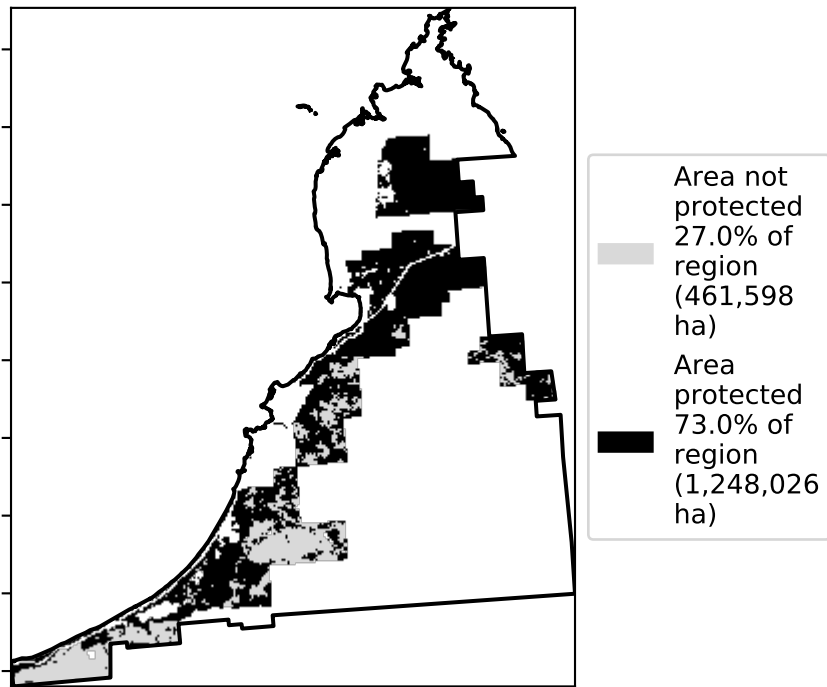 Area not
protected
27.0% of
region
(461,598
ha)
Area
protected
73.0% of
region
(1,248,026
ha)